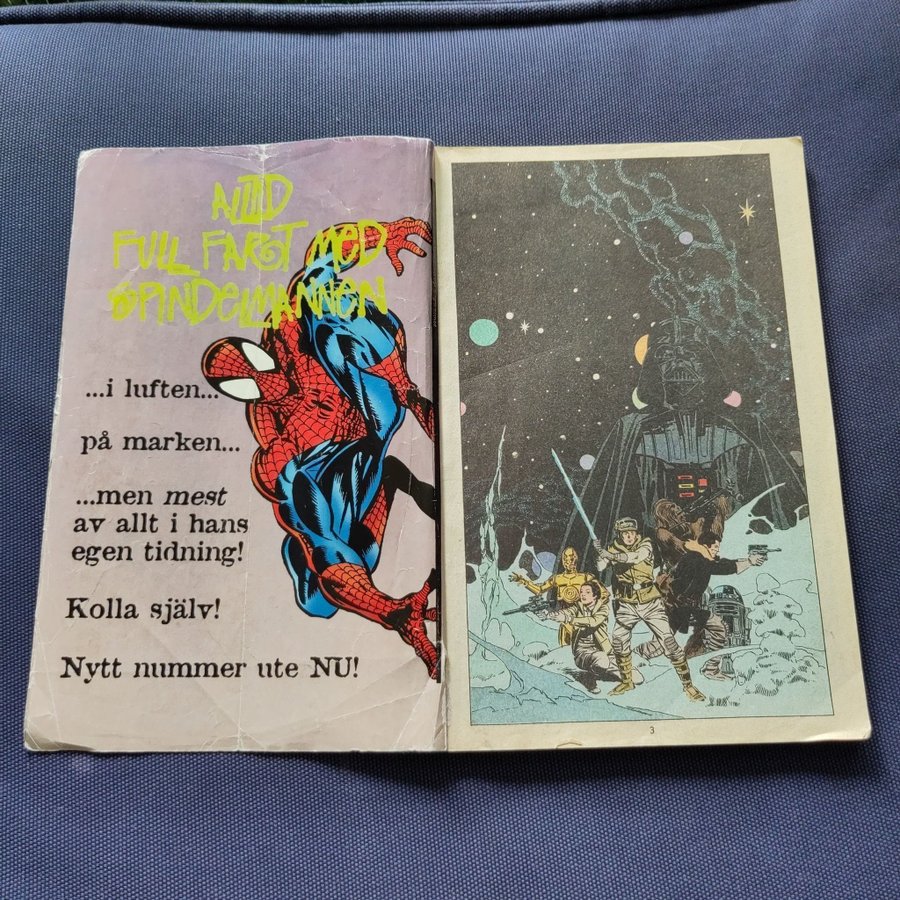 ALLTID
FULL FART MED
SPINDELMANNEN
...i luften...
på marken...
...men mest
av allt i hans
egen tidning!
Kolla själv!
Nytt nummer ute NU!
3